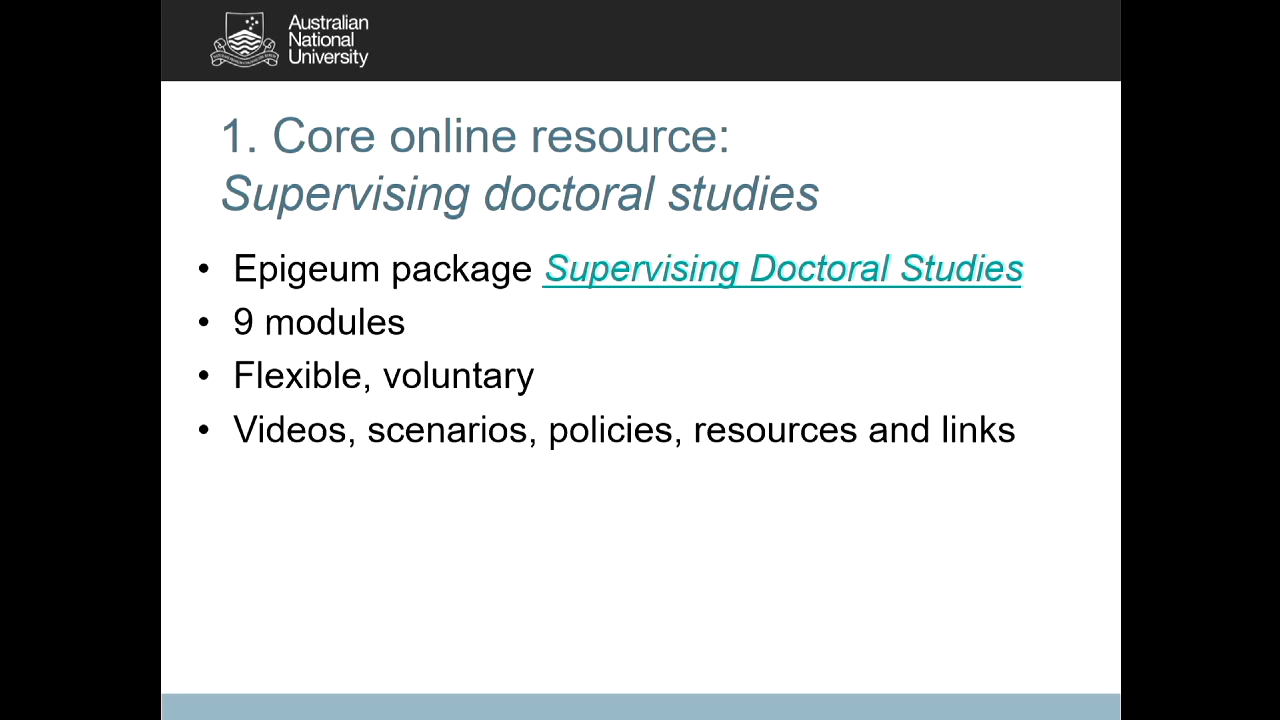 Australian
National
University
1. Core online resource:
Supervising doctoral studies
• Epigeum package Supervising Doctoral Studies
• 9 modules
• Flexible, voluntary
• Videos, scenarios, policies, resources and links